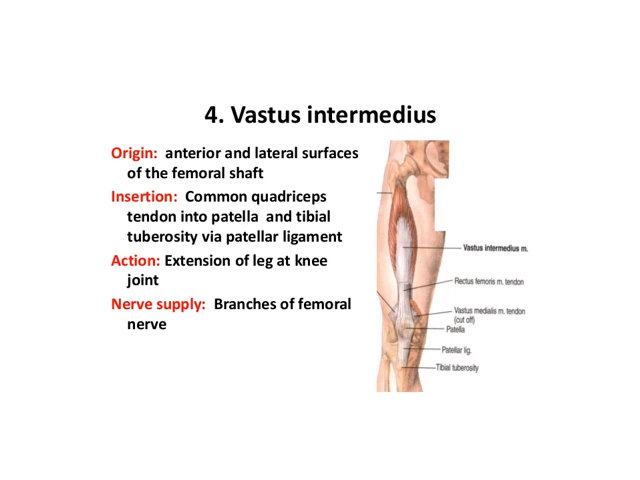 4. Vastus intermedius
Origin: anterior and lateral surfaces
of the femoral shaft
Insertion: Common quadriceps
tendon into patella and tibial
tuberosity via patellar ligament
Action: Extension of leg at knee
joint
Nerve supply: Branches of femoral
nerve
Vastus intermedius m.
Rectus femoris m. tendon
Vastus medialis m. tendon
(cut off)
Patella
Patellar lig.
Tibial tuberosity